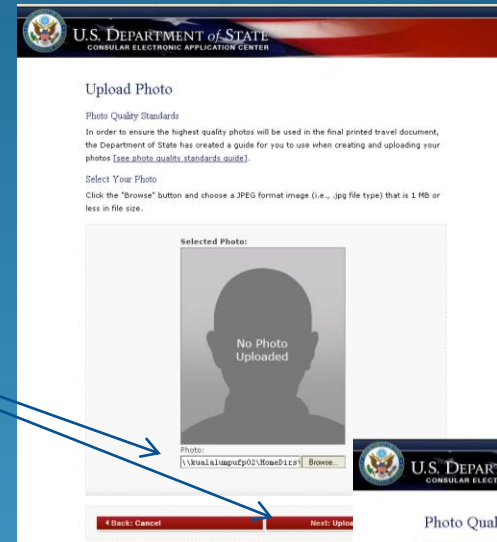 U.S. DEPARTMENT of STATE
CONSULAR ELECTRONIC APPLICATION CENTER
Upload Photo
Photo Quality Standards
In order to ensure the highest quality photos will be used in the final printed travel document,
the Department of State has created a guide for you to use when creating and uploading your
photos [see photo quality standards guide].
Select Your Photo
Click the "Browse" button and choose a JPEG format image (i.e., .jpg file type) that is 1 MB or
less in file size.
Selected Photo:
No Photo
Uploaded
Photo:
\\kualalumpufp02\HomeDirs\ Browse...
Back: Cancel
Next: Uploa
U.S. DEPAR
CONSULAR ELECT
Photo Qual